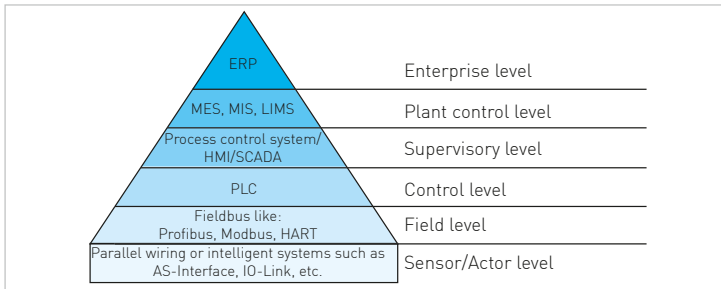 ERP
Enterprise level
MES, MIS, LIMS
Plant control level
Process control system/
HMI/SCADA
Supervisory level
PLC
Control level
Fieldbus like:
Profibus, Modbus, HART
Field level
Parallel wiring or intelligent systems such as
AS-Interface, IO-Link, etc.
Sensor/Actor level